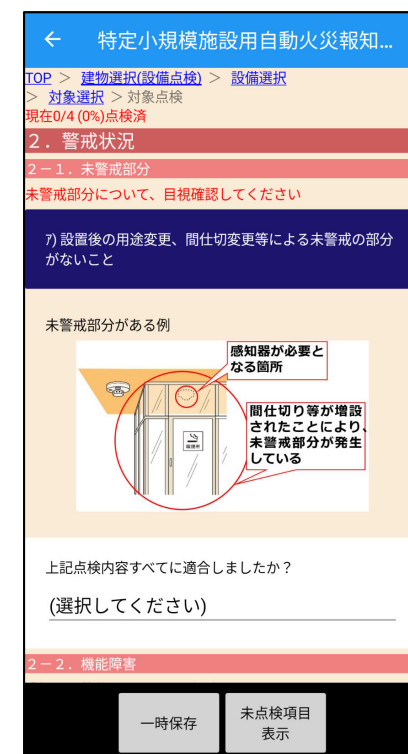 ← 特定小規模施設用自動火災報知...
TOP ＞ 建物選択(設備点検) ＞ 設備選択
＞ 対象選択 ＞対象点検
現在0/4 (0%)点検済
２．警戒状況
２－１．未警戒部分
未警戒部分について、目視確認してください
7) 設置後の用途変更、間仕切変更等による未警戒の部分
がないこと
未警戒部分がある例
感知器が必要と
なる箇所
間仕切り等が増設
されたことにより、
未警戒部分が発生
している
上記点検内容すべてに適合しましたか？
(選択してください)
２－２．機能障害
一時保存
未点検項目
表示